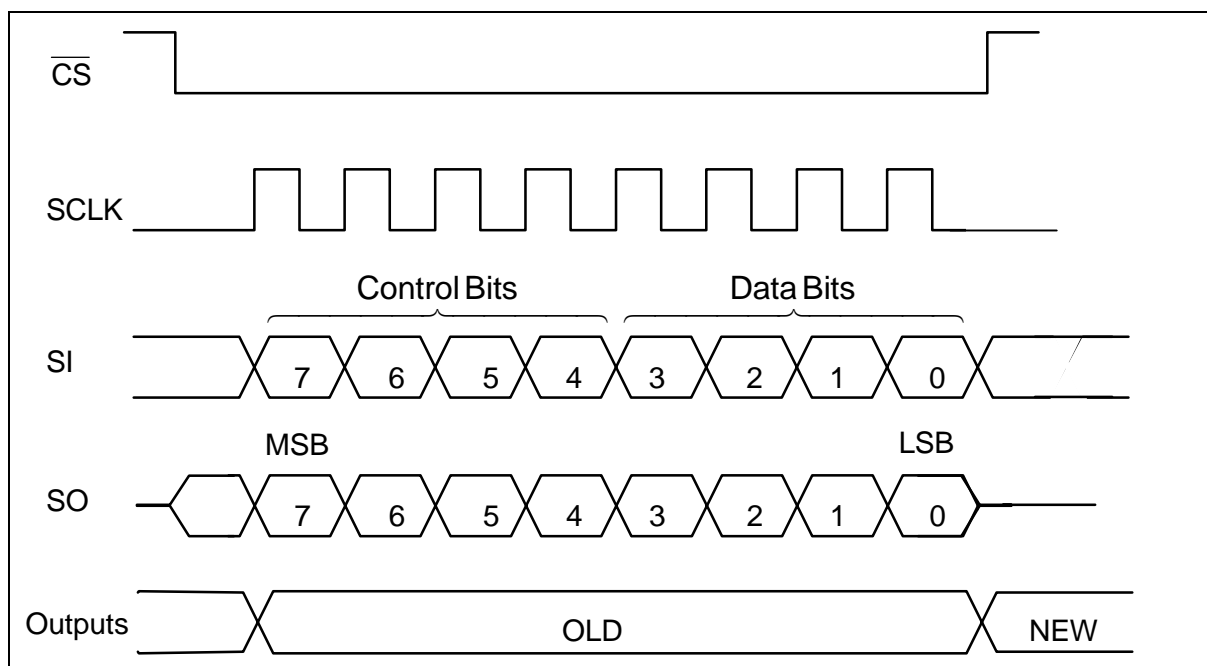 C̅S̅
SCLK
Control Bits Data Bits
SI 7 6 5 4 3 2 1 0
MSB LSB
SO 7 6 5 4 3 2 1 0
Outputs OLD NEW